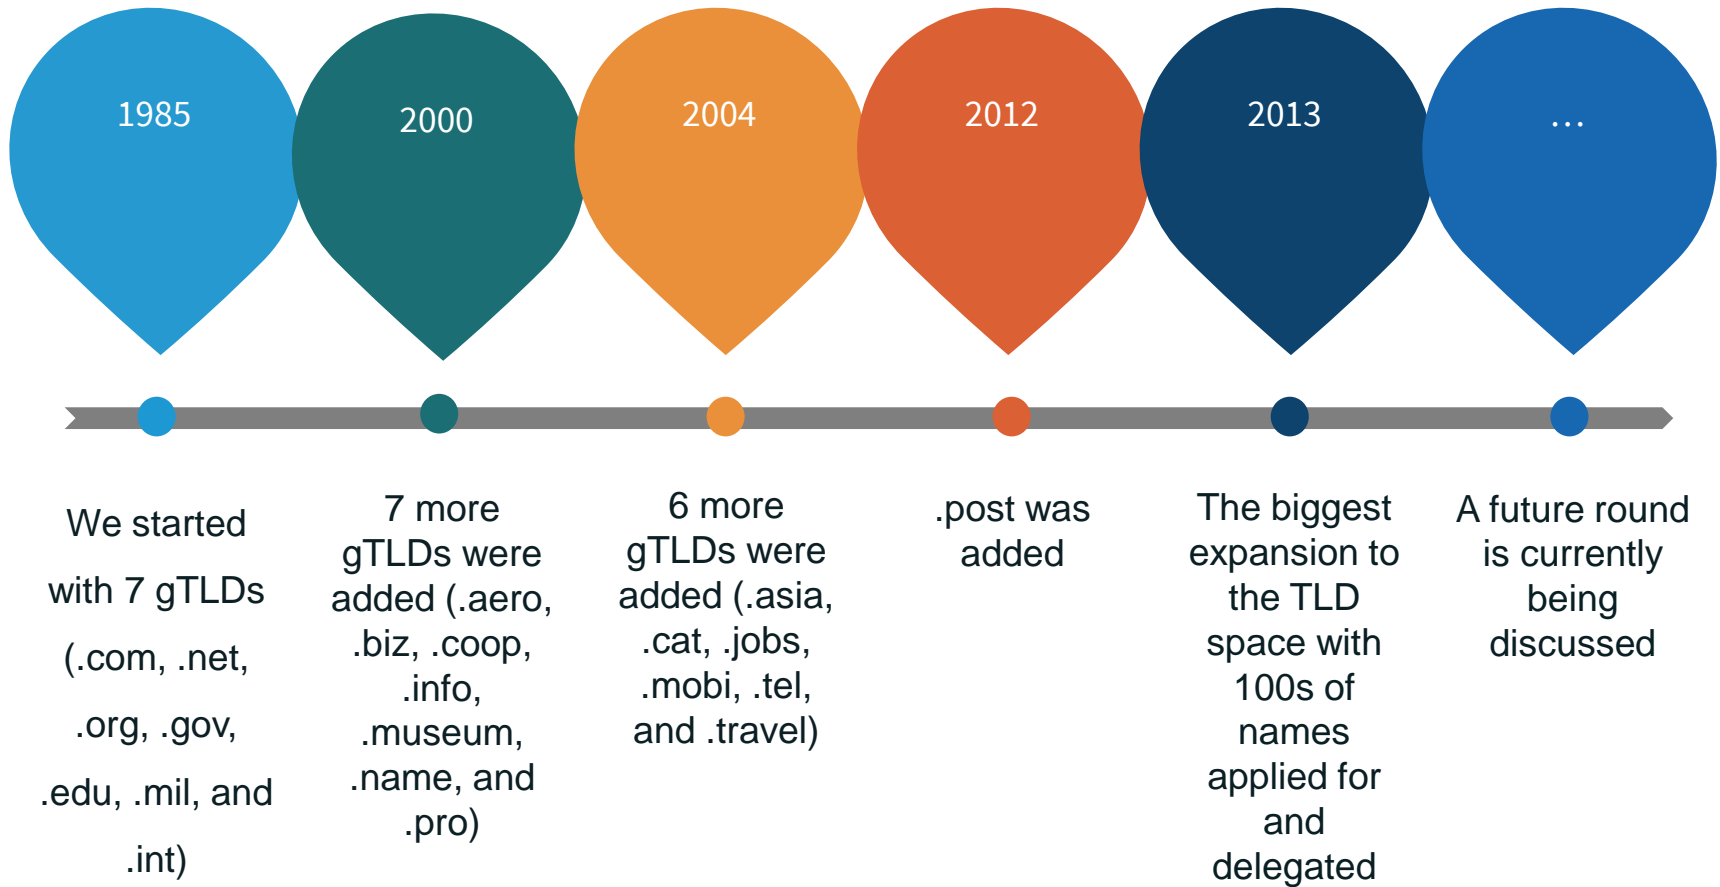 1985
We started
with 7 gTLDs
(.com, .net,
.org, .gov,
.edu, .mil, and
.int)
2000
7 more
gTLDs were
added (.aero,
.biz, .coop,
.info,
.museum,
.name, and
.pro)
2004
6 more
gTLDs were
added (.asia,
.cat, .jobs,
.mobi, .tel,
and .travel)
2012
.post was
added
2013
The biggest
expansion to
the TLD
space with
100s of
names
applied for
and
delegated
...
A future round
is currently
being
discussed